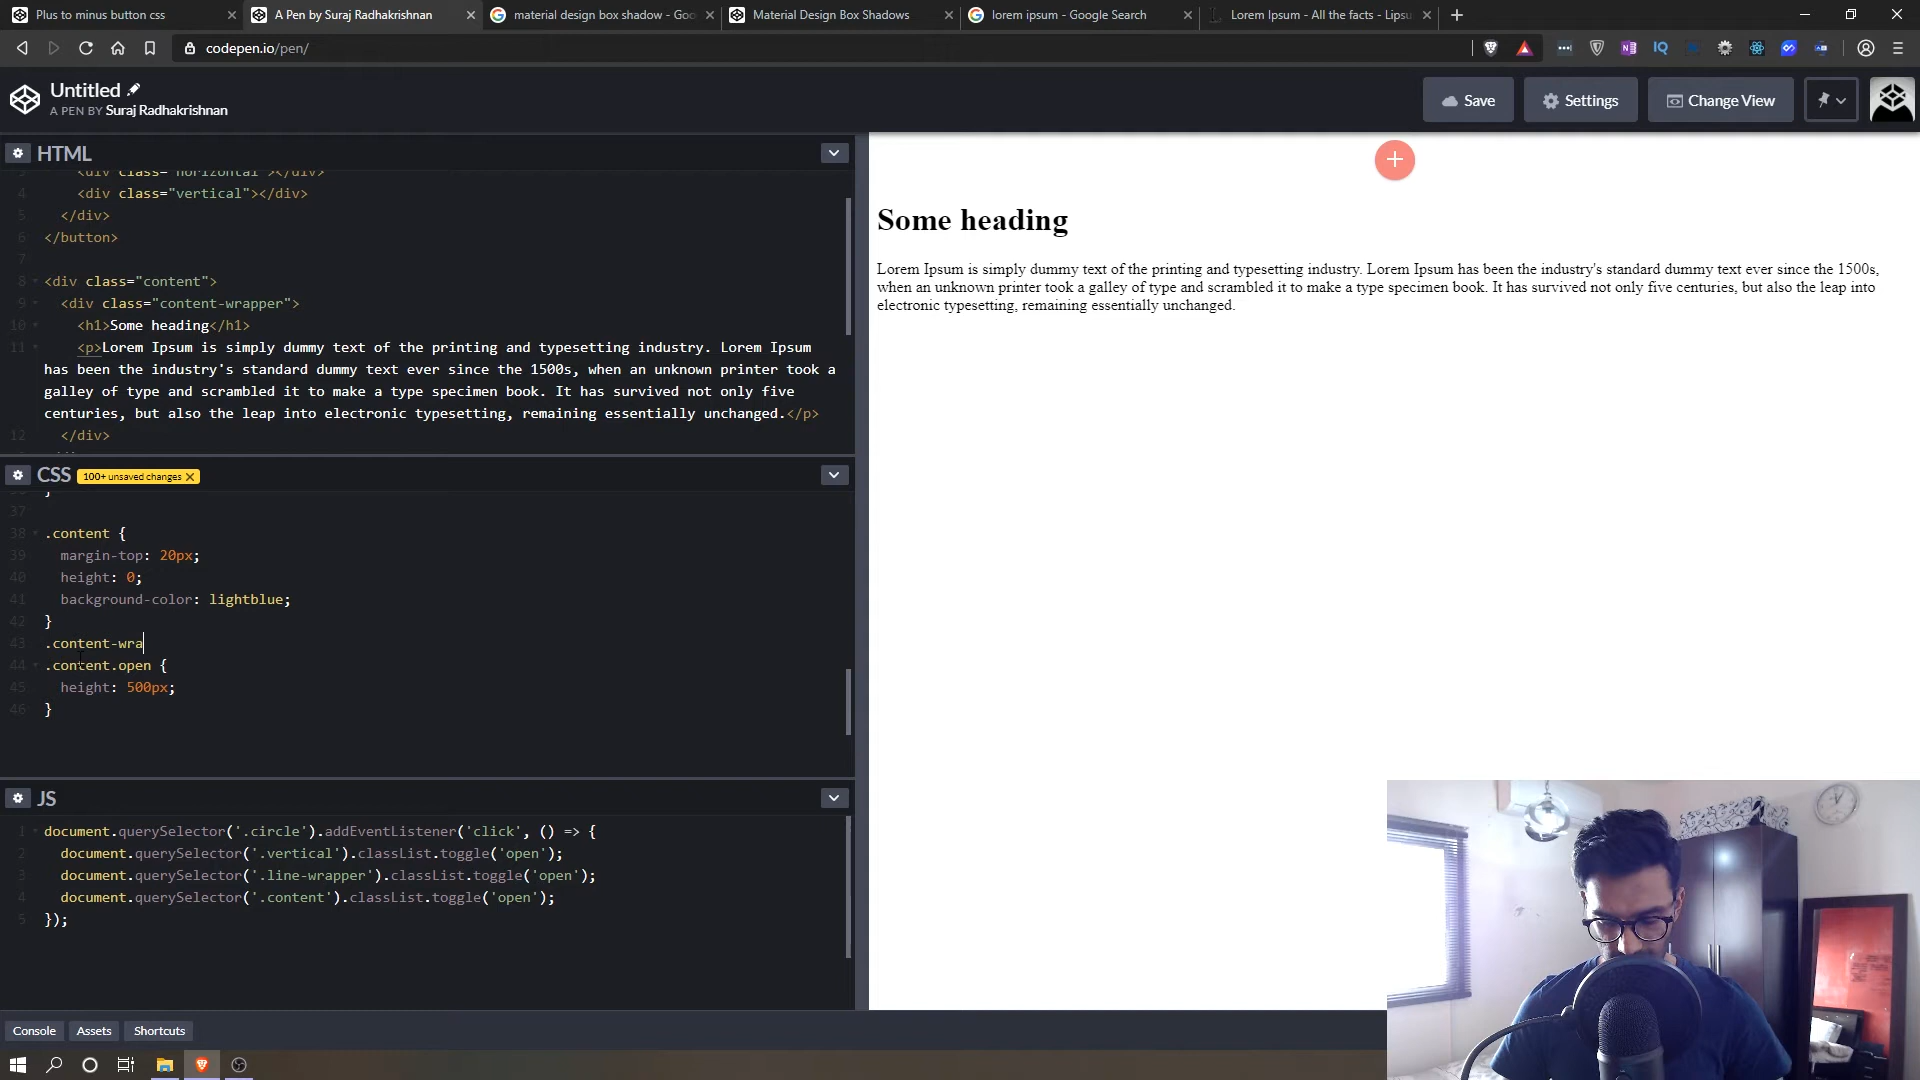 Plus to minus button css
A Pen by Suraj Radhakrishnan
material design box shadow - Goo
Material Design Box Shadows
lorem ipsum - Google Search
Lorem Ipsum - All the facts - Lipsu
codepen.io/pen/
Untitled
A PEN BY Suraj Radhakrishnan
Save
Settings
Change View
HTML
3 <div class="horizontal"></div>
4 <div class="vertical"></div>
5 </div>
6 </button>
7
8 <div class="content">
9 <div class="content-wrapper">
10 <h1>Some heading</h1>
11 <p>Lorem Ipsum is simply dummy text of the printing and typesetting industry. Lorem Ipsum
has been the industry's standard dummy text ever since the 1500s, when an unknown printer took a
galley of type and scrambled it to make a type specimen book. It has survived not only five
centuries, but also the leap into electronic typesetting, remaining essentially unchanged.</p>
12 </div>
CSS 100+ unsaved changes X
}
37
38 .content {
39 margin-top: 20px;
40 height: 0;
41 background-color: lightblue;
42 }
43 .content-wra
44 .content.open {
45 height: 500px;
46 }
JS
1 document.querySelector('.circle').addEventListener('click', () => {
2 document.querySelector('.vertical').classList.toggle('open');
3 document.querySelector('.line-wrapper').classList.toggle('open');
4 document.querySelector('.content').classList.toggle('open');
5 });
Console
Assets
Shortcuts
Some heading
Lorem Ipsum is simply dummy text of the printing and typesetting industry. Lorem Ipsum has been the industry's standard dummy text ever since the 1500s,
when an unknown printer took a galley of type and scrambled it to make a type specimen book. It has survived not only five centuries, but also the leap into
electronic typesetting, remaining essentially unchanged.